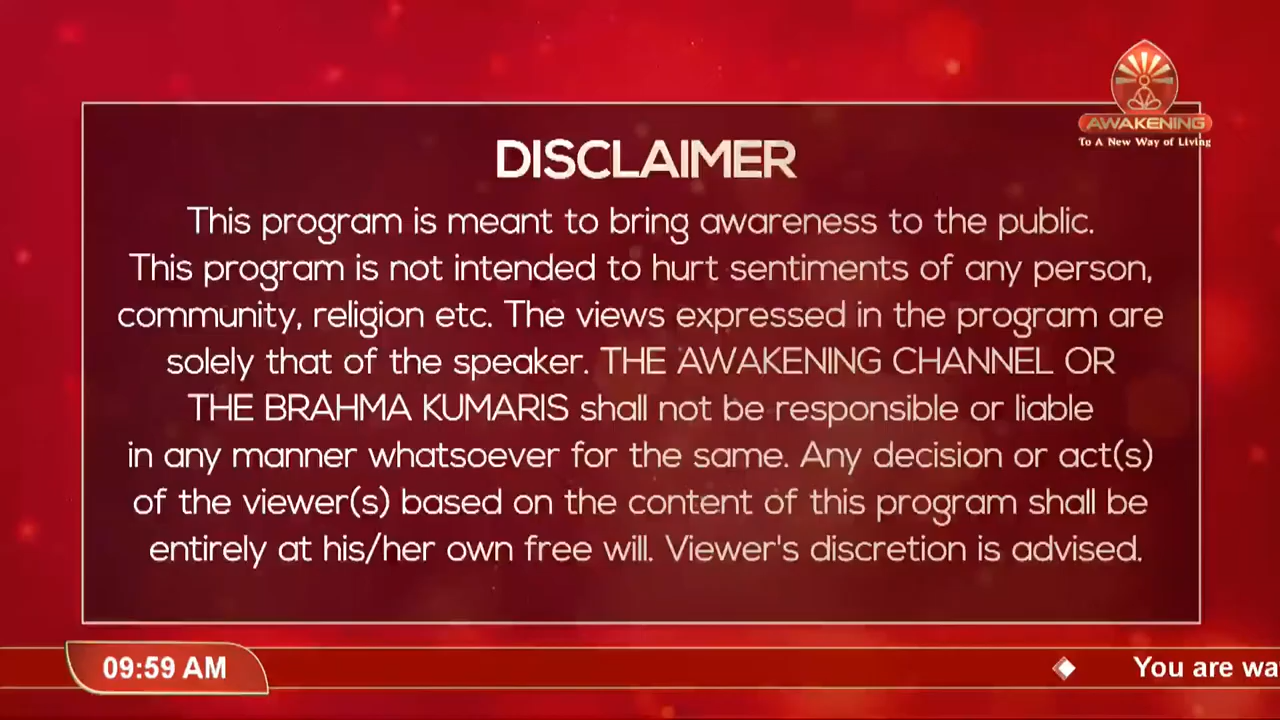 AWAKENING
To A New Way of Living
DISCLAIMER
This program is meant to bring awareness to the public.
This program is not intended to hurt sentiments of any person,
community, religion etc. The views expressed in the program are
solely that of the speaker. THE AWAKENING CHANNEL OR
THE BRAHMA KUMARIS shall not be responsible or liable
in any manner whatsoever for the same. Any decision or act(s)
of the viewer(s) based on the content of this program shall be
entirely at his/her own free will. Viewer's discretion is advised.
09:59 AM
You are wa